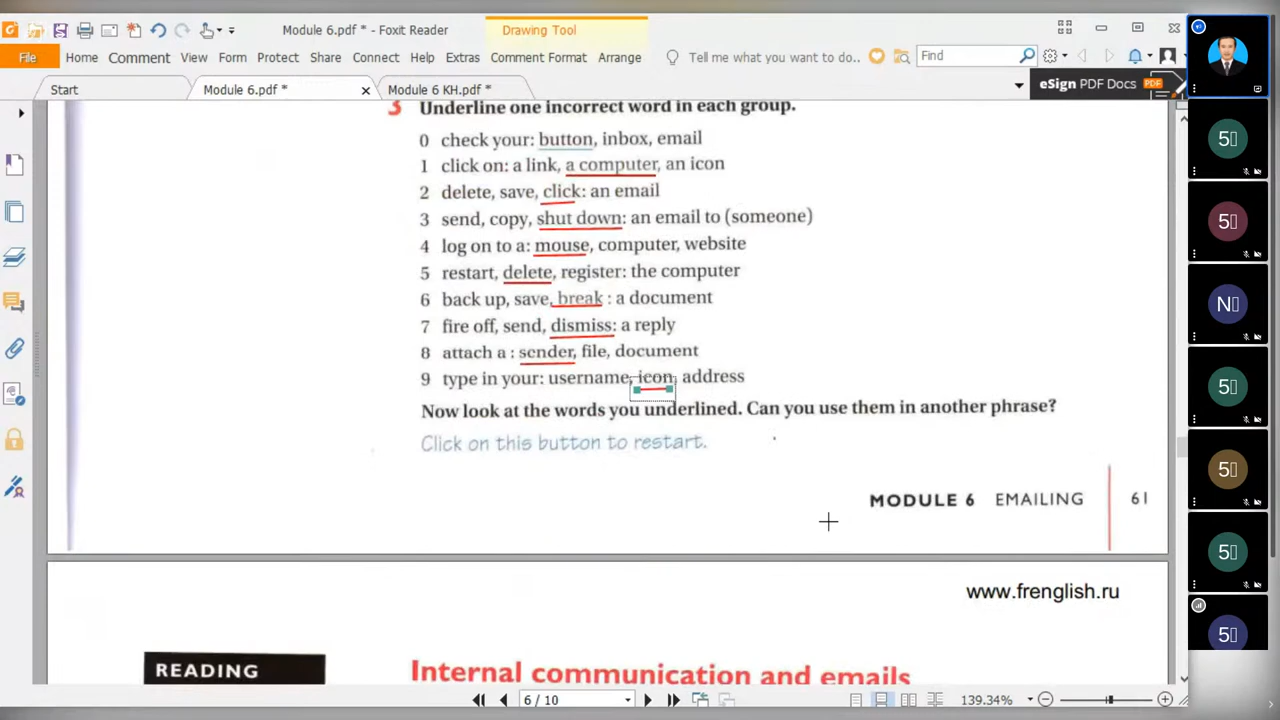 Module 6.pdf * - Foxit Reader
Drawing Tool
File Home Comment View Form Protect Share Connect Help Extras Comment Format Arrange
Tell me what you want to do..
Find
Start
Module 6.pdf *
Module 6 KH.pdf *
eSign PDF Docs
PDF
3 Underline one incorrect word in each group.
0 check your: button, inbox, email
1 click on: a link, a computer, an icon
2 delete, save, click: an email
3 send, copy, shut down: an email to (someone)
4 log on to a: mouse, computer, website
5 restart, delete, register: the computer
6 back up, save, break : a document
7 fire off, send, dismiss: a reply
8 attach a : sender, file, document
9 type in your: username, icon, address
Now look at the words you underlined. Can you use them in another phrase?
Click on this button to restart.
MODULE 6 EMAILING 61
www.frenglish.ru
READING
Internal communication and emails
6 / 10
139.34%
5
5
N
5
5
5
5